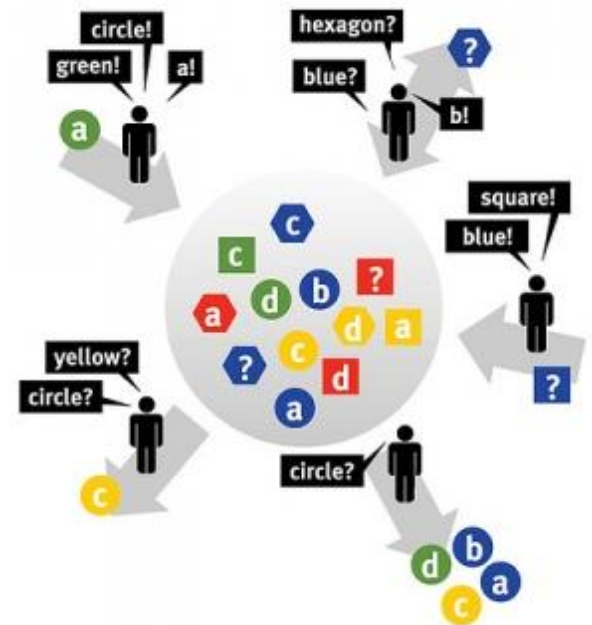 circle!
green!
a!
a
hexagon?
blue?
b!
?
square!
blue!
?
c
c
?
d
b
a
d
a
c
?
d
a
yellow?
circle?
c
circle?
b
d
a
c